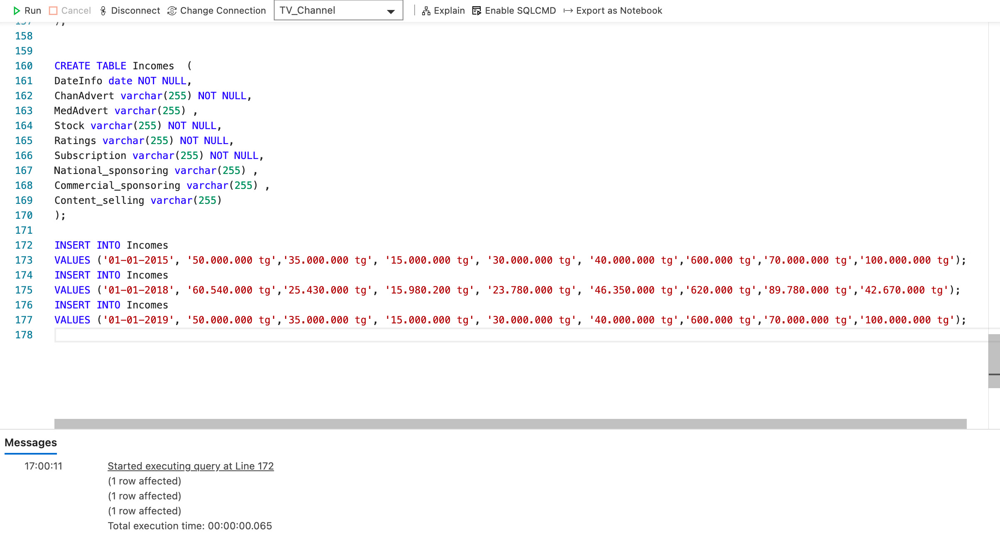 Run Cancel Disconnect Change Connection TV_Channel Explain Enable SQLCMD Export as Notebook
157 );
158
159
160 CREATE TABLE Incomes  (
161 DateInfo date NOT NULL,
162 ChanAdvert varchar(255) NOT NULL,
163 MedAdvert varchar(255) ,
164 Stock varchar(255) NOT NULL,
165 Ratings varchar(255) NOT NULL,
166 Subscription varchar(255) NOT NULL,
167 National_sponsoring varchar(255) ,
168 Commercial_sponsoring varchar(255) ,
169 Content_selling varchar(255)
170 );
171
172 INSERT INTO Incomes
173 VALUES ('01-01-2015', '50.000.000 tg','35.000.000 tg', '15.000.000 tg', '30.000.000 tg', '40.000.000 tg','600.000 tg','70.000.000 tg','100.000.000 tg');
174 INSERT INTO Incomes
175 VALUES ('01-01-2018', '60.540.000 tg','25.430.000 tg', '15.980.200 tg', '23.780.000 tg', '46.350.000 tg','620.000 tg','89.780.000 tg','42.670.000 tg');
176 INSERT INTO Incomes
177 VALUES ('01-01-2019', '50.000.000 tg','35.000.000 tg', '15.000.000 tg', '30.000.000 tg', '40.000.000 tg','600.000 tg','70.000.000 tg','100.000.000 tg');
178
Messages
17:00:11 Started executing query at Line 172
(1 row affected)
(1 row affected)
(1 row affected)
Total execution time: 00:00:00.065